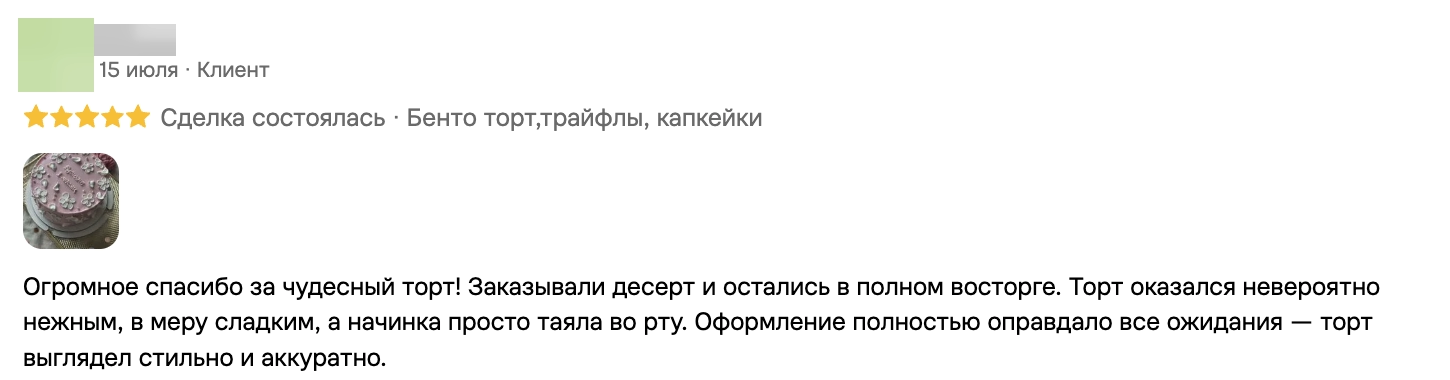 15 июля · Клиент
Сделка состоялась · Бенто торт,трайфлы, капкейки
Огромное спасибо за чудесный торт! Заказывали десерт и остались в полном восторге. Торт оказался невероятно
нежным, в меру сладким, а начинка просто таяла во рту. Оформление полностью оправдало все ожидания — торт
выглядел стильно и аккуратно.